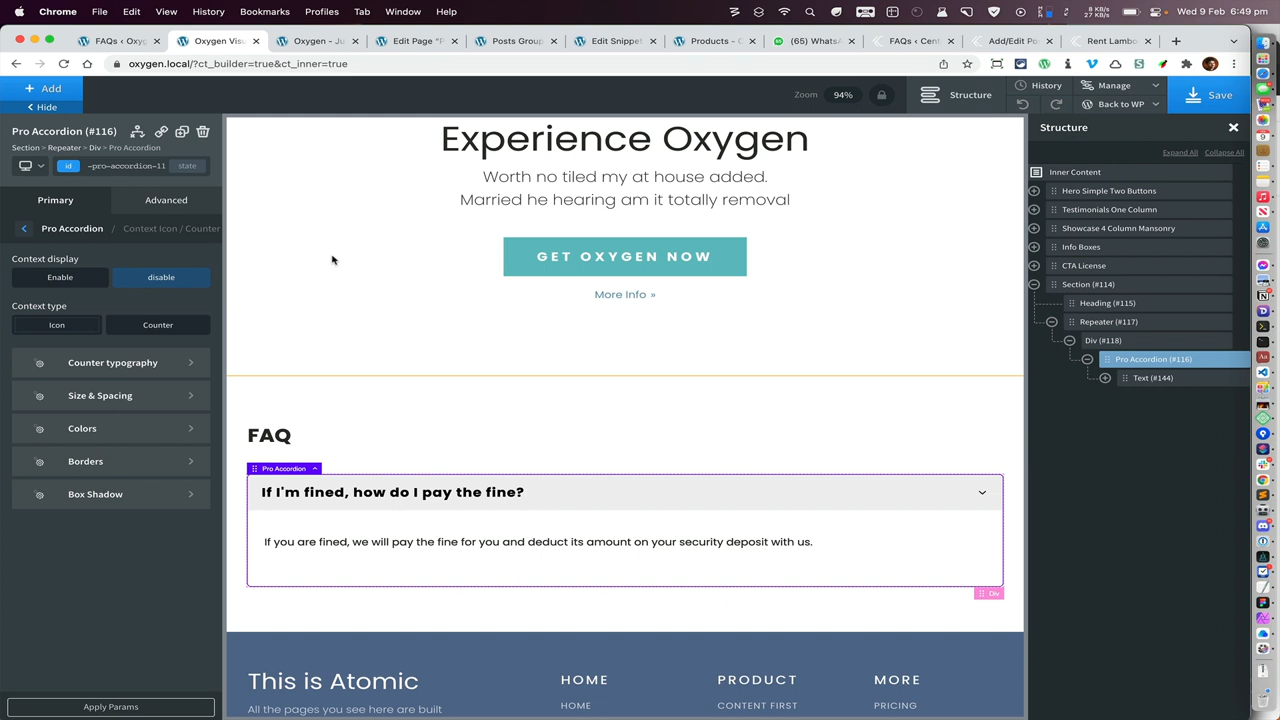 Chrome File Edit View History Bookmarks Profiles Tab Window Help
8 KB
27 KB/s
Wed 9 Feb 6:49 pm
FAQs ‹ Oxyg
Oxygen Visu
Oxygen – Ju
Edit Page "P
Posts Group
Edit Snippet
Products – C
(65) WhatsA
FAQs ‹ Cent
Add/Edit Po
Rent Lambo
oxygen.local/?ct_builder=true&ct_inner=true
Add
Hide
Zoom 94%
Structure
History
Manage
Back to WP
Save
Pro Accordion (#116)
Section > Repeater > Div > Pro Accordion
id -pro-accordion-11 state
Primary
Advanced
Pro Accordion / Context Icon / Counter
Context display
Enable
disable
Context type
Icon
Counter
Counter typography
Size & Spacing
Colors
Borders
Box Shadow
Apply Params
Experience Oxygen
Worth no tiled my at house added.
Married he hearing am it totally removal
GET OXYGEN NOW
More Info »
FAQ
Pro Accordion
If I'm fined, how do I pay the fine?
If you are fined, we will pay the fine for you and deduct its amount on your security deposit with us.
Div
This is Atomic
All the pages you see here are built
HOME
HOME
PRODUCT
CONTENT FIRST
MORE
PRICING
Structure
Expand All Collapse All
Inner Content
Hero Simple Two Buttons
Testimonials One Column
Showcase 4 Column Mansonry
Info Boxes
CTA License
Section (#114)
Heading (#115)
Repeater (#117)
Div (#118)
Pro Accordion (#116)
Text (#144)